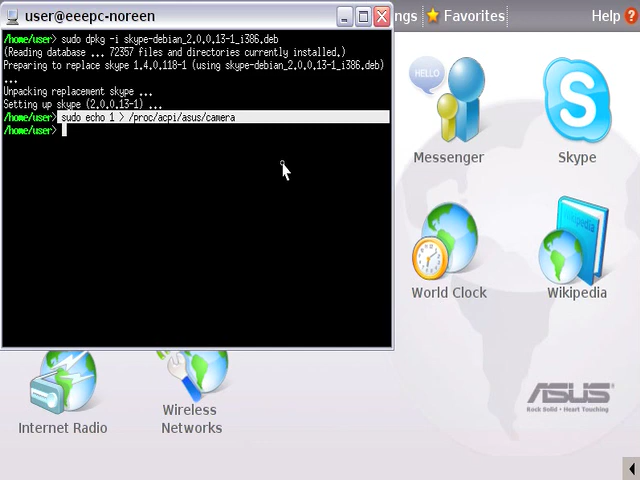 user@eeepc-noreen
ngs
Favorites
Help
/home/user> sudo dpkg -i skype-debian_2.0.0.13-1_i386.deb
(Reading database ... 72357 files and directories currently installed.)
Preparing to replace skype 1.4.0.118-1 (using skype-debian_2.0.0.13-1_i386.deb)
...
Unpacking replacement skype ...
Setting up skype (2.0.0.13-1) ...
/home/user> sudo echo 1 > /proc/acpi/asus/camera
/home/user>
HELLO
Messenger
Skype
World Clock
Wikipedia
Wikipedia
Internet Radio
Wireless
Networks
ASUS
Rock Solid • Heart Touching